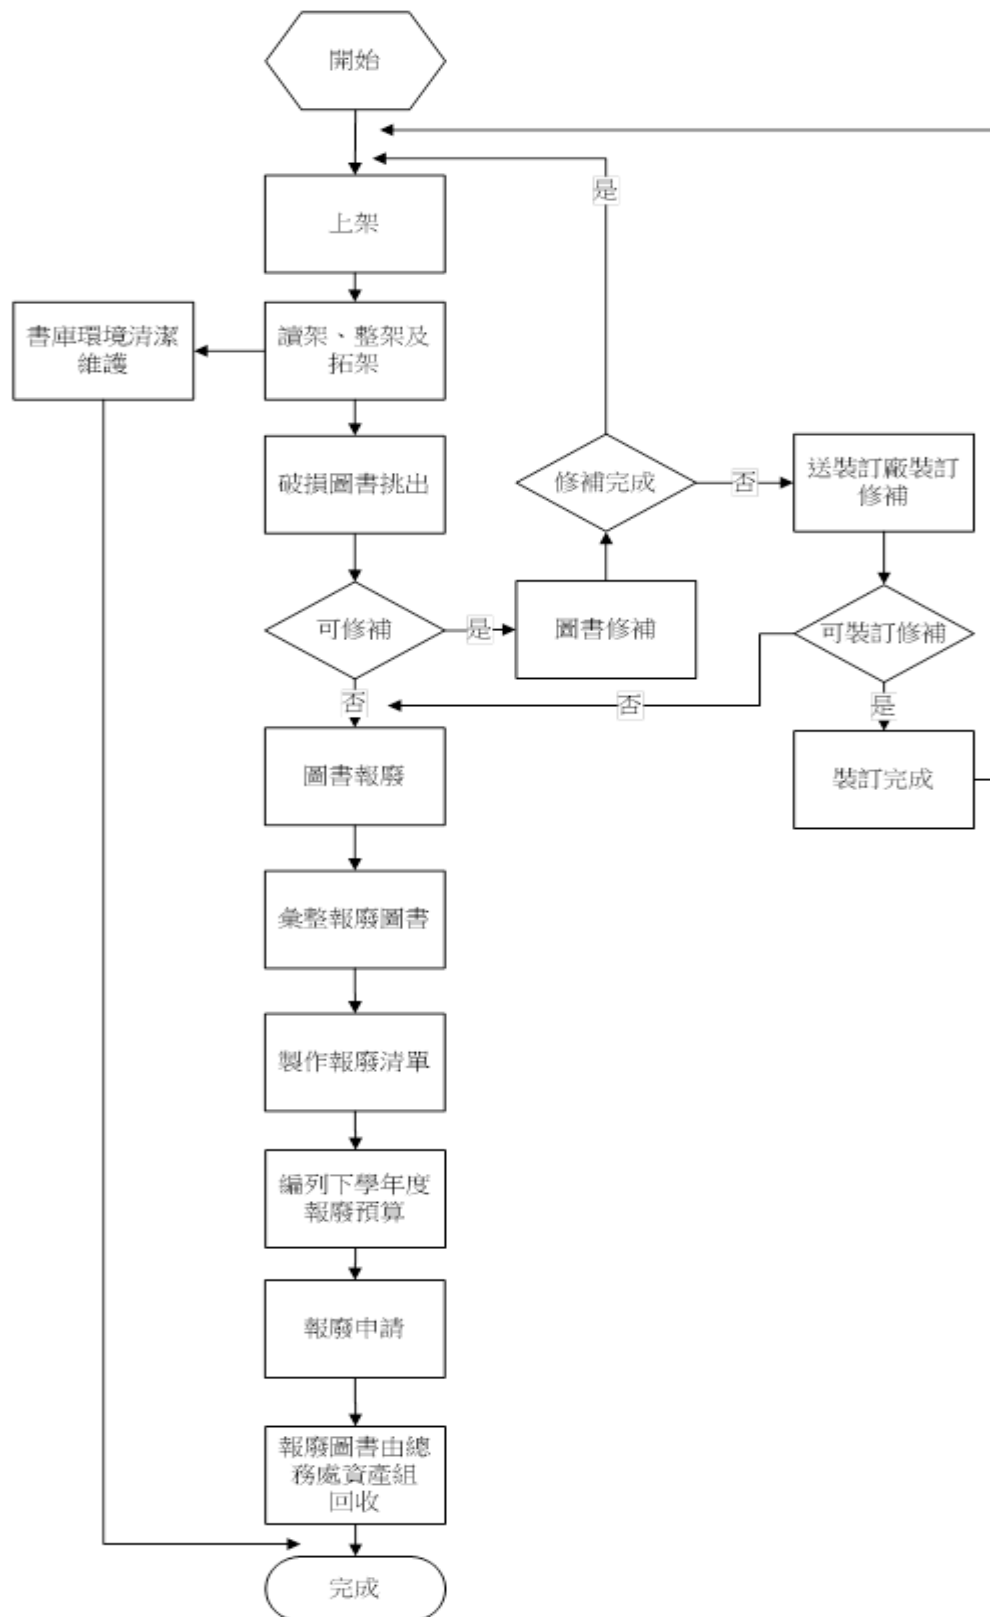 開始
是
上架
書庫環境清潔
維護
讀架、整架及
拓架
破損圖書挑出
修補完成
否
送裝訂廠裝訂
修補
可修補
是
圖書修補
可裝訂修補
否
否
是
圖書報廢
裝訂完成
彙整報廢圖書
製作報廢清單
編列下學年度
報廢預算
報廢申請
報廢圖書由總
務處資產組
回收
完成